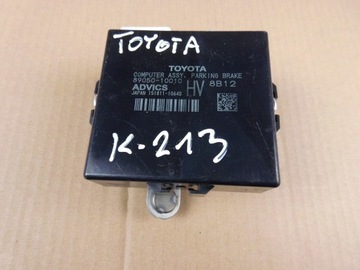 TOYOTA
TOYOTA
COMPUTER ASSY, PARKING BRAKE
89050-10010
ADVICS HV 8B12
JAPAN 151811-10640
K-213